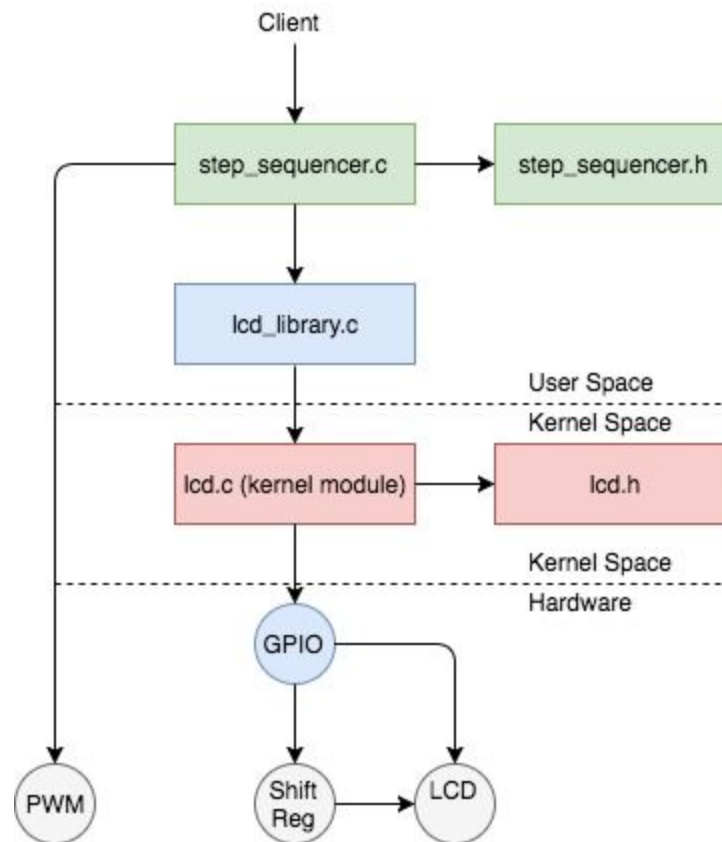 Client
step_sequencer.c
step_sequencer.h
lcd_library.c
User Space
Kernel Space
lcd.c (kernel module)
lcd.h
Kernel Space
Hardware
GPIO
PWM
Shift
Reg
LCD